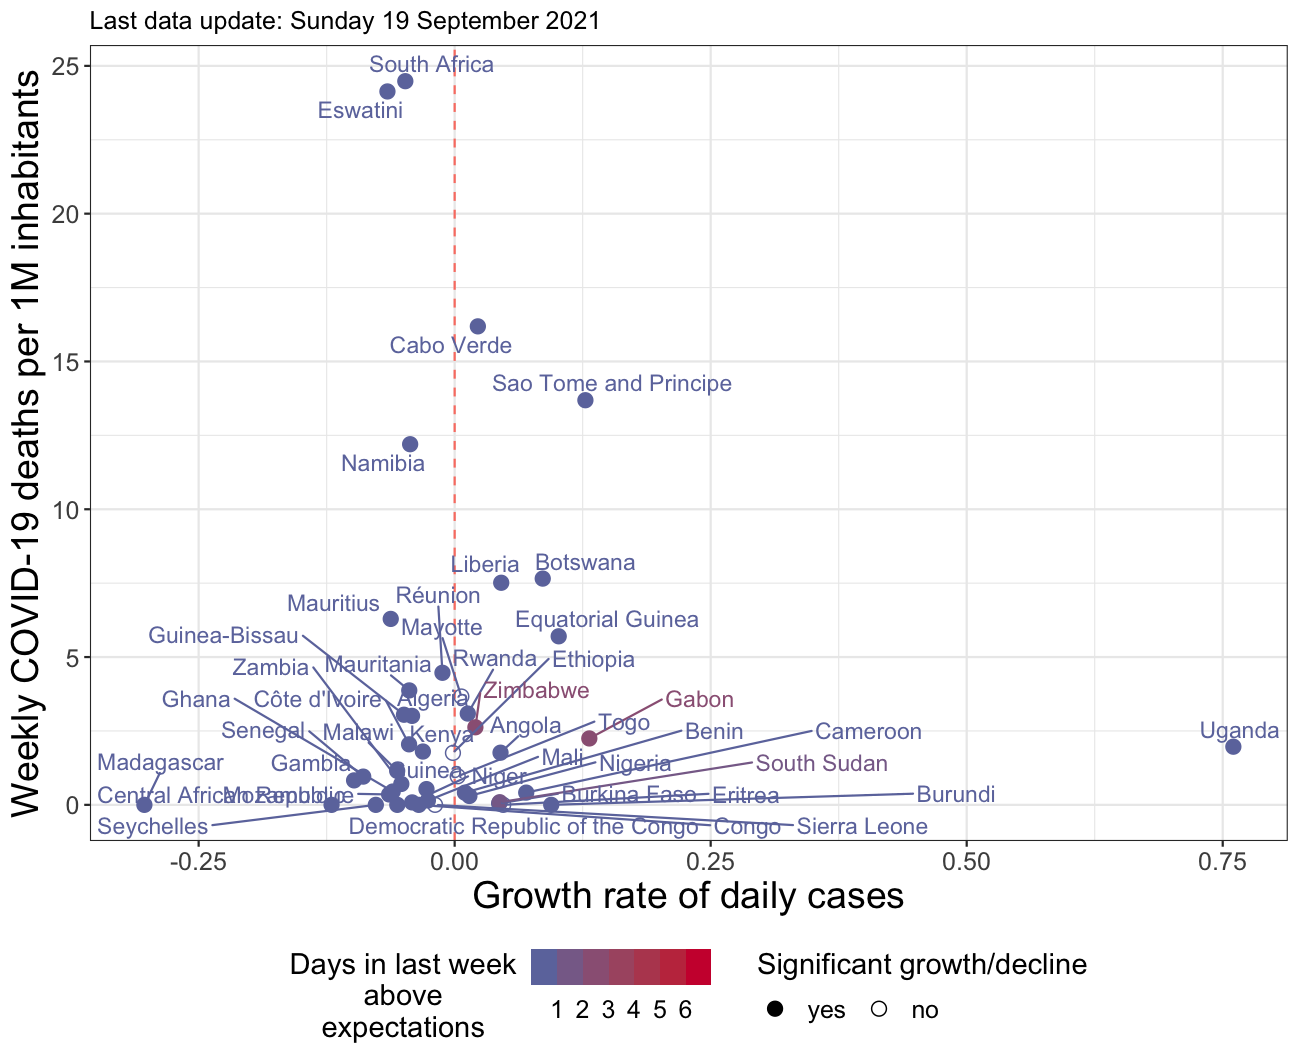 Last data update: Sunday 19 September 2021
Weekly COVID-19 deaths per 1M inhabitants
25
20
15
10
5
0
South Africa
Eswatini
Cabo Verde
Sao Tome and Principe
Namibia
Liberia
Botswana
Réunion
Mauritius
Equatorial Guinea
Mayotte
Guinea-Bissau
Rwanda
Ethiopia
Zambia
Mauritania
Zimbabwe
Ghana
Côte d'Ivoire
Algeria
Gabon
Angola
Togo
Senegal
Malawi
Kenya
Benin
Cameroon
Uganda
Mali
Madagascar
Gambia
Guinea
Niger
Nigeria
South Sudan
Central African Republic
Mozambique
Burkina Faso
Eritrea
Burundi
Seychelles
Democratic Republic of the Congo
Congo
Sierra Leone
-0.25
0.00
0.25
0.50
0.75
Growth rate of daily cases
Days in last week
above
expectations
1 2 3 4 5 6
Significant growth/decline
yes
no